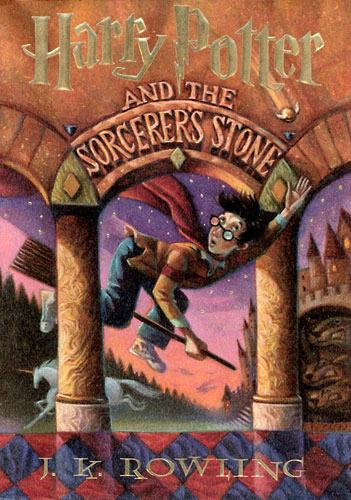 Harry Potter
AND THE
SORCERER'S STONE
J. K. ROWLING